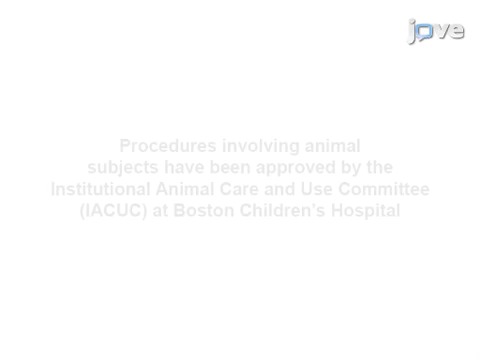 jove
Procedures involving animal
subjects have been approved by the
Institutional Animal Care and Use Committee
(IACUC) at Boston Children's Hospital